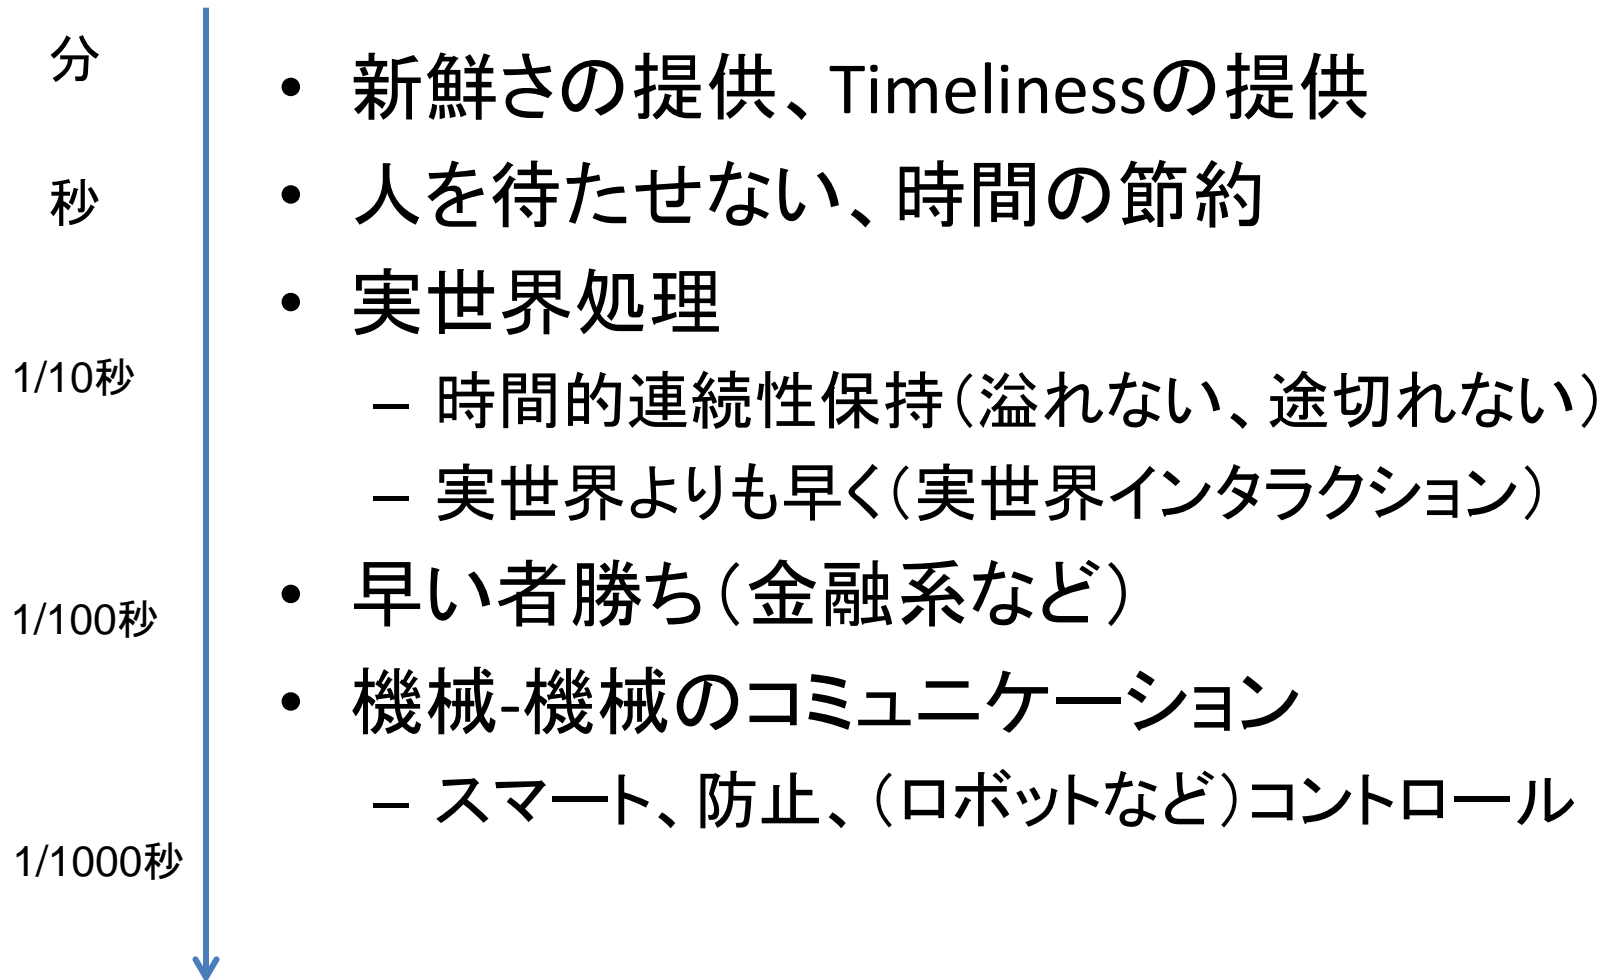 分
• 新鮮さの提供、Timelinessの提供
秒
• 人を待たせない、時間の節約
• 実世界処理
1/10秒
– 時間的連続性保持（溢れない、途切れない）
– 実世界よりも早く（実世界インタラクション）
1/100秒
• 早い者勝ち（金融系など）
• 機械-機械のコミュニケーション
– スマート、防止、（ロボットなど）コントロール
1/1000秒